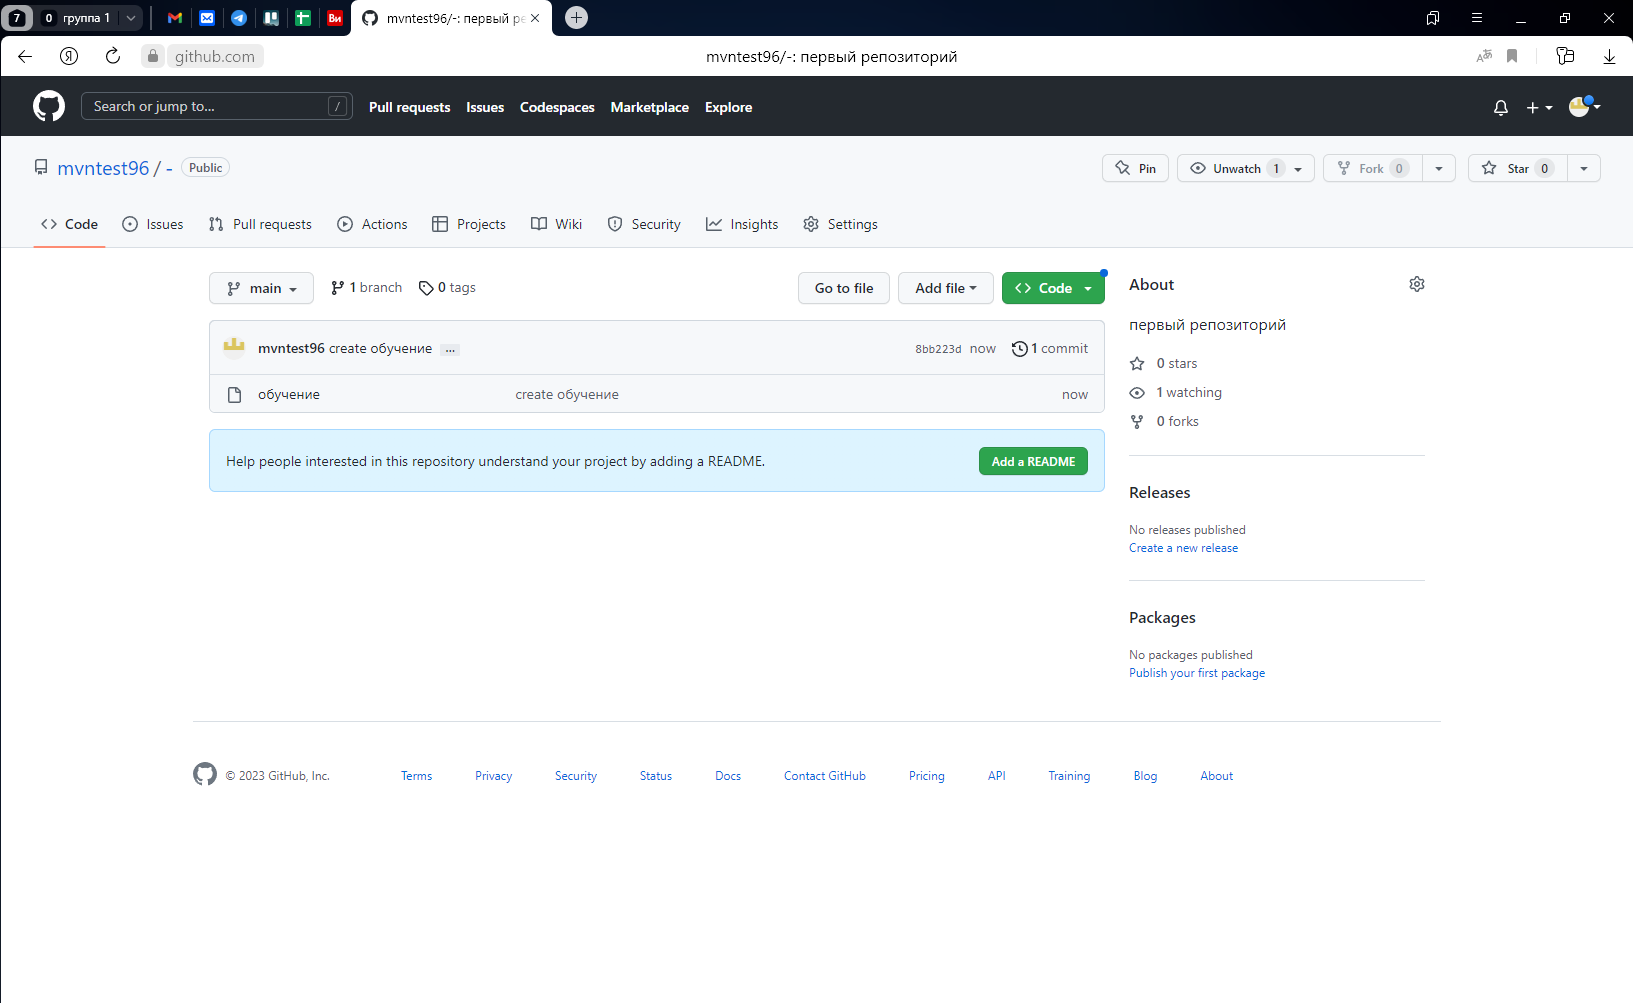 7 0 группа 1 Ви mvntest96/-: первый ре
Я github.com mvntest96/-: первый репозиторий
Search or jump to... / Pull requests Issues Codespaces Marketplace Explore
mvntest96 / - Public Pin Unwatch 1 Fork 0 Star 0
Code Issues Pull requests Actions Projects Wiki Security Insights Settings
main 1 branch 0 tags Go to file Add file Code
mvntest96 create обучение ... 8bb223d now 1 commit
обучение create обучение now
Help people interested in this repository understand your project by adding a README. Add a README
About
первый репозиторий
0 stars
1 watching
0 forks
Releases
No releases published
Create a new release
Packages
No packages published
Publish your first package
© 2023 GitHub, Inc. Terms Privacy Security Status Docs Contact GitHub Pricing API Training Blog About